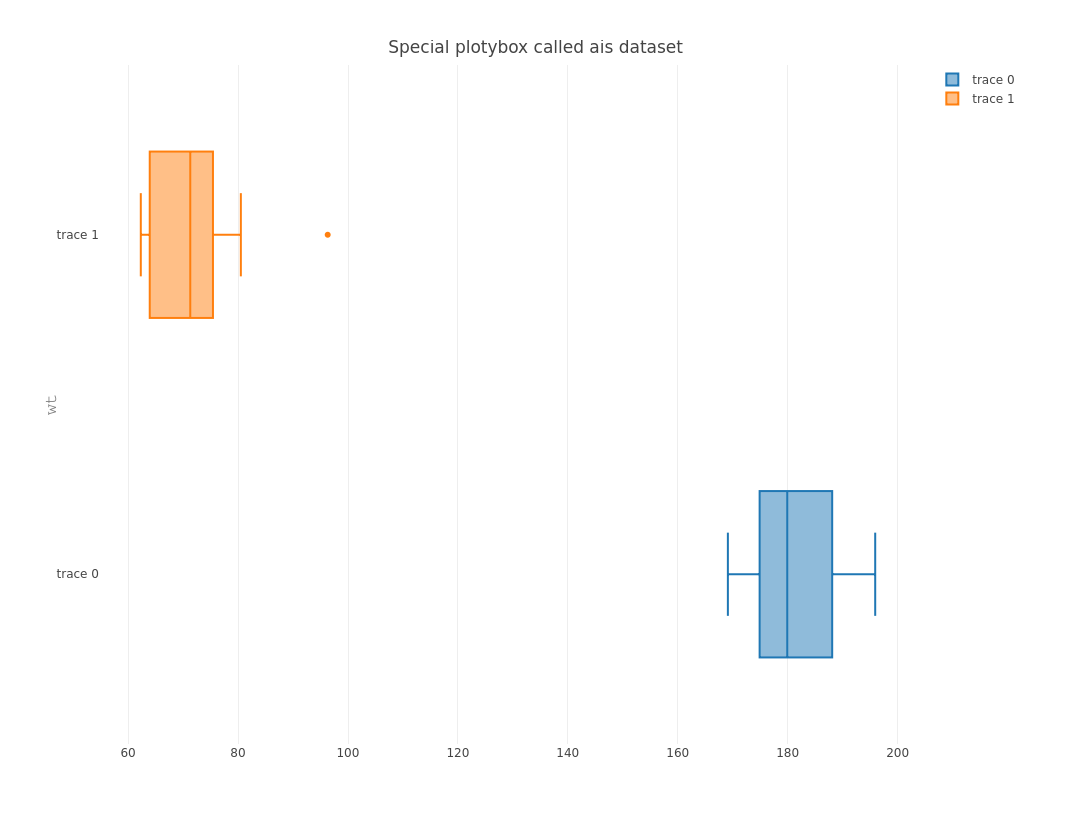 Special plotybox called ais dataset
trace 0
trace 1
trace 1
wt
trace 0
60 80 100 120 140 160 180 200